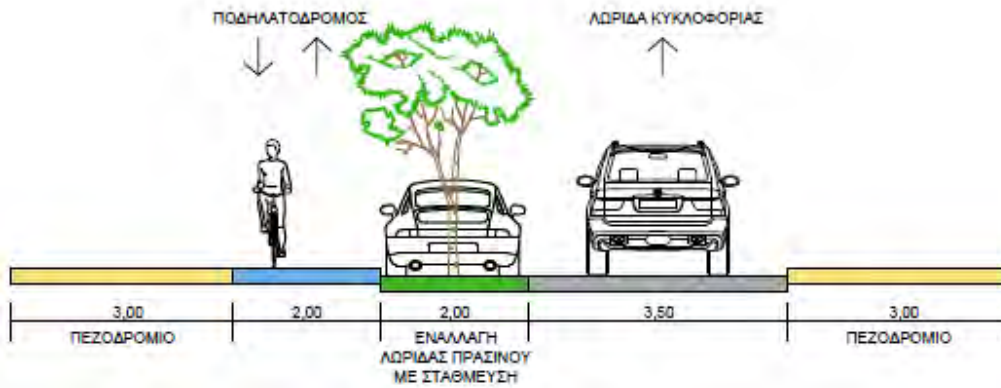 ΠΟΔΗΛΑΤΟΔΡΟΜΟΣ
ΛΩΡΙΔΑ ΚΥΚΛΟΦΟΡΙΑΣ
3,00
2,00
2,00
3,50
3,00
ΠΕΖΟΔΡΟΜΙΟ
ΕΝΑΛΛΑΓΗ
ΛΩΡΙΔΑΣ ΠΡΑΣΙΝΟΥ
ΜΕ ΣΤΑΘΜΕΥΣΗ
ΠΕΖΟΔΡΟΜΙΟ